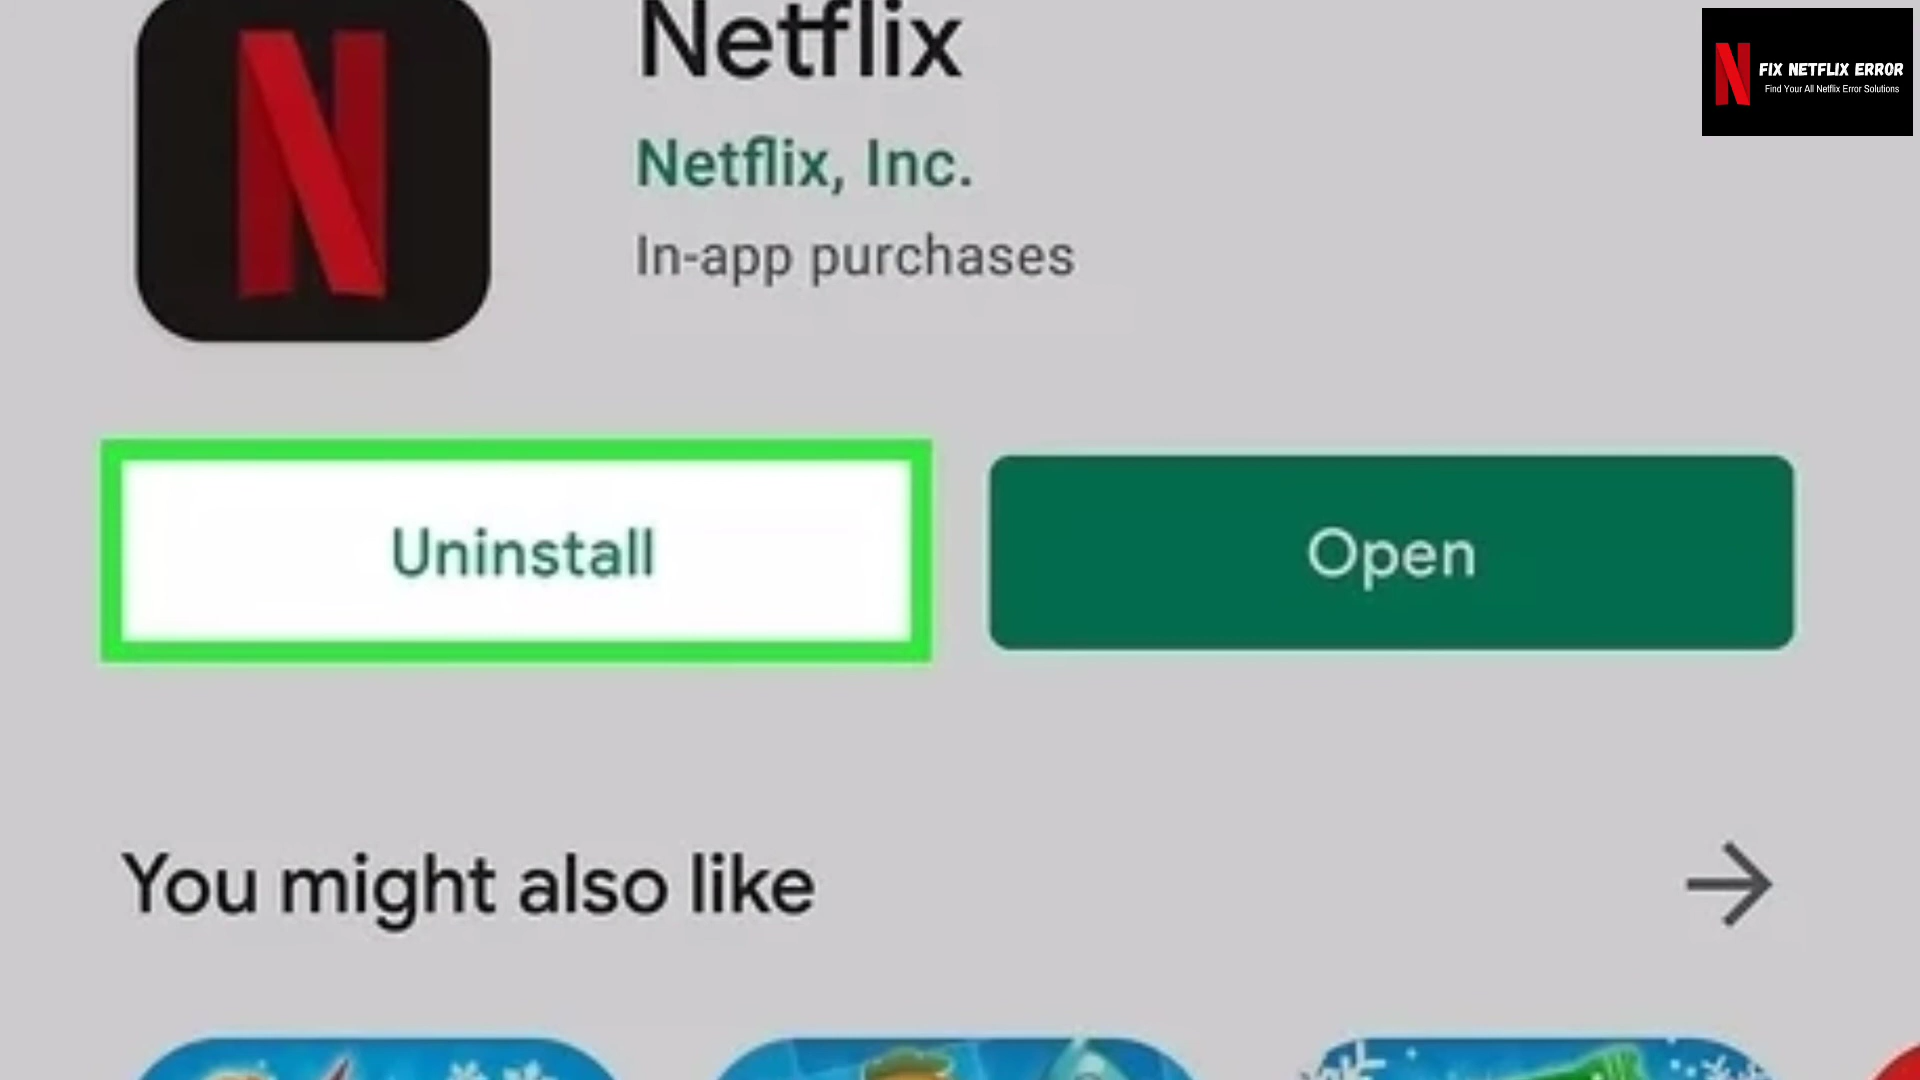 Netflix
Netflix, Inc.
In-app purchases
FIX NETFLIX ERROR
Find Your All Netflix Error Solutions
Uninstall
Open
You might also like